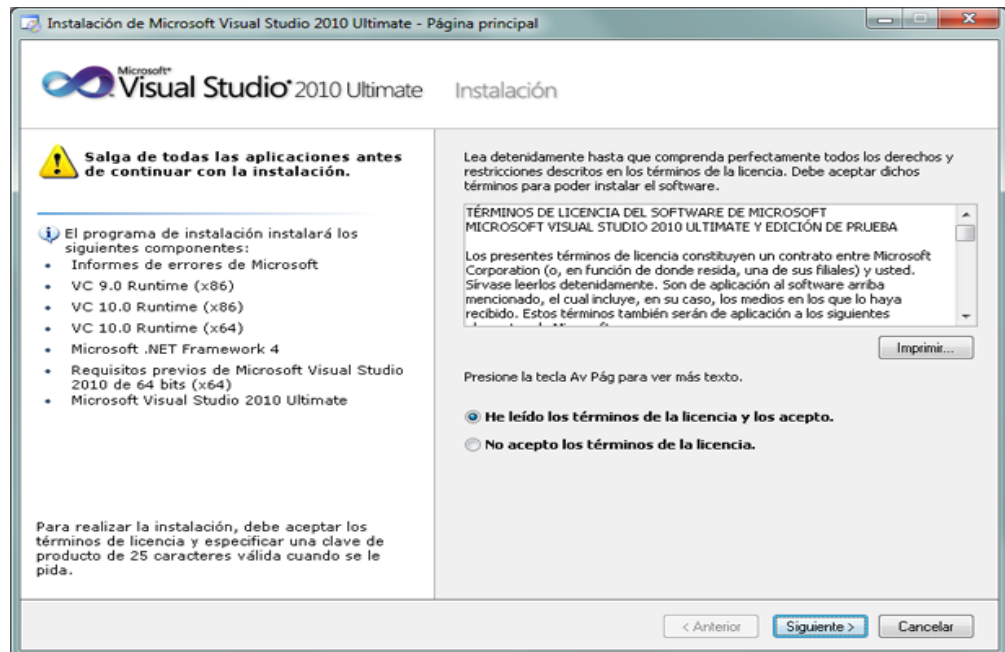 Instalación de Microsoft Visual Studio 2010 Ultimate - Página principal
Microsoft®
Visual Studio® 2010 Ultimate
Instalación
Salga de todas las aplicaciones antes
de continuar con la instalación.
El programa de instalación instalará los
siguientes componentes:
• Informes de errores de Microsoft
• VC 9.0 Runtime (x86)
• VC 10.0 Runtime (x86)
• VC 10.0 Runtime (x64)
• Microsoft .NET Framework 4
• Requisitos previos de Microsoft Visual Studio
2010 de 64 bits (x64)
• Microsoft Visual Studio 2010 Ultimate
Para realizar la instalación, debe aceptar los
términos de licencia y especificar una clave de
producto de 25 caracteres válida cuando se le
pida.
Lea detenidamente hasta que comprenda perfectamente todos los derechos y
restricciones descritos en los términos de la licencia. Debe aceptar dichos
términos para poder instalar el software.
TÉRMINOS DE LICENCIA DEL SOFTWARE DE MICROSOFT
MICROSOFT VISUAL STUDIO 2010 ULTIMATE Y EDICIÓN DE PRUEBA
Los presentes términos de licencia constituyen un contrato entre Microsoft
Corporation (o, en función de donde resida, una de sus filiales) y usted.
Sírvase leerlos detenidamente. Son de aplicación al software arriba
mencionado, el cual incluye, en su caso, los medios en los que lo haya
recibido. Estos términos también serán de aplicación a los siguientes
Imprimir...
Presione la tecla Av Pág para ver más texto.
He leído los términos de la licencia y los acepto.
No acepto los términos de la licencia.
< Anterior
Siguiente >
Cancelar